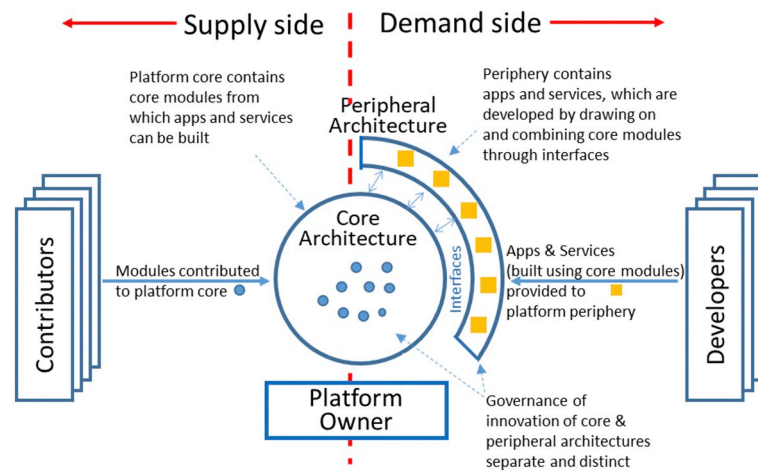 Supply side
Demand side
Platform core contains
core modules from
which apps and services
can be built
Periphery contains
apps and services, which are
developed by drawing on
and combining core modules
through interfaces
Peripheral
Architecture
Contributors
Modules contributed
to platform core
Core
Architecture
Interfaces
Apps & Services
(built using core modules)
provided to
platform periphery
Developers
Platform
Owner
Governance of
innovation of core &
peripheral architectures
separate and distinct